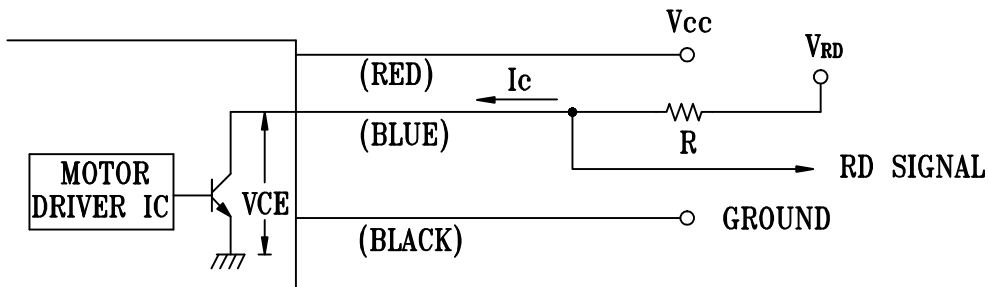 Vcc
VRD
(RED)
Ic
(BLUE)
R
MOTOR
DRIVER IC
VCE
RD SIGNAL
(BLACK)
GROUND